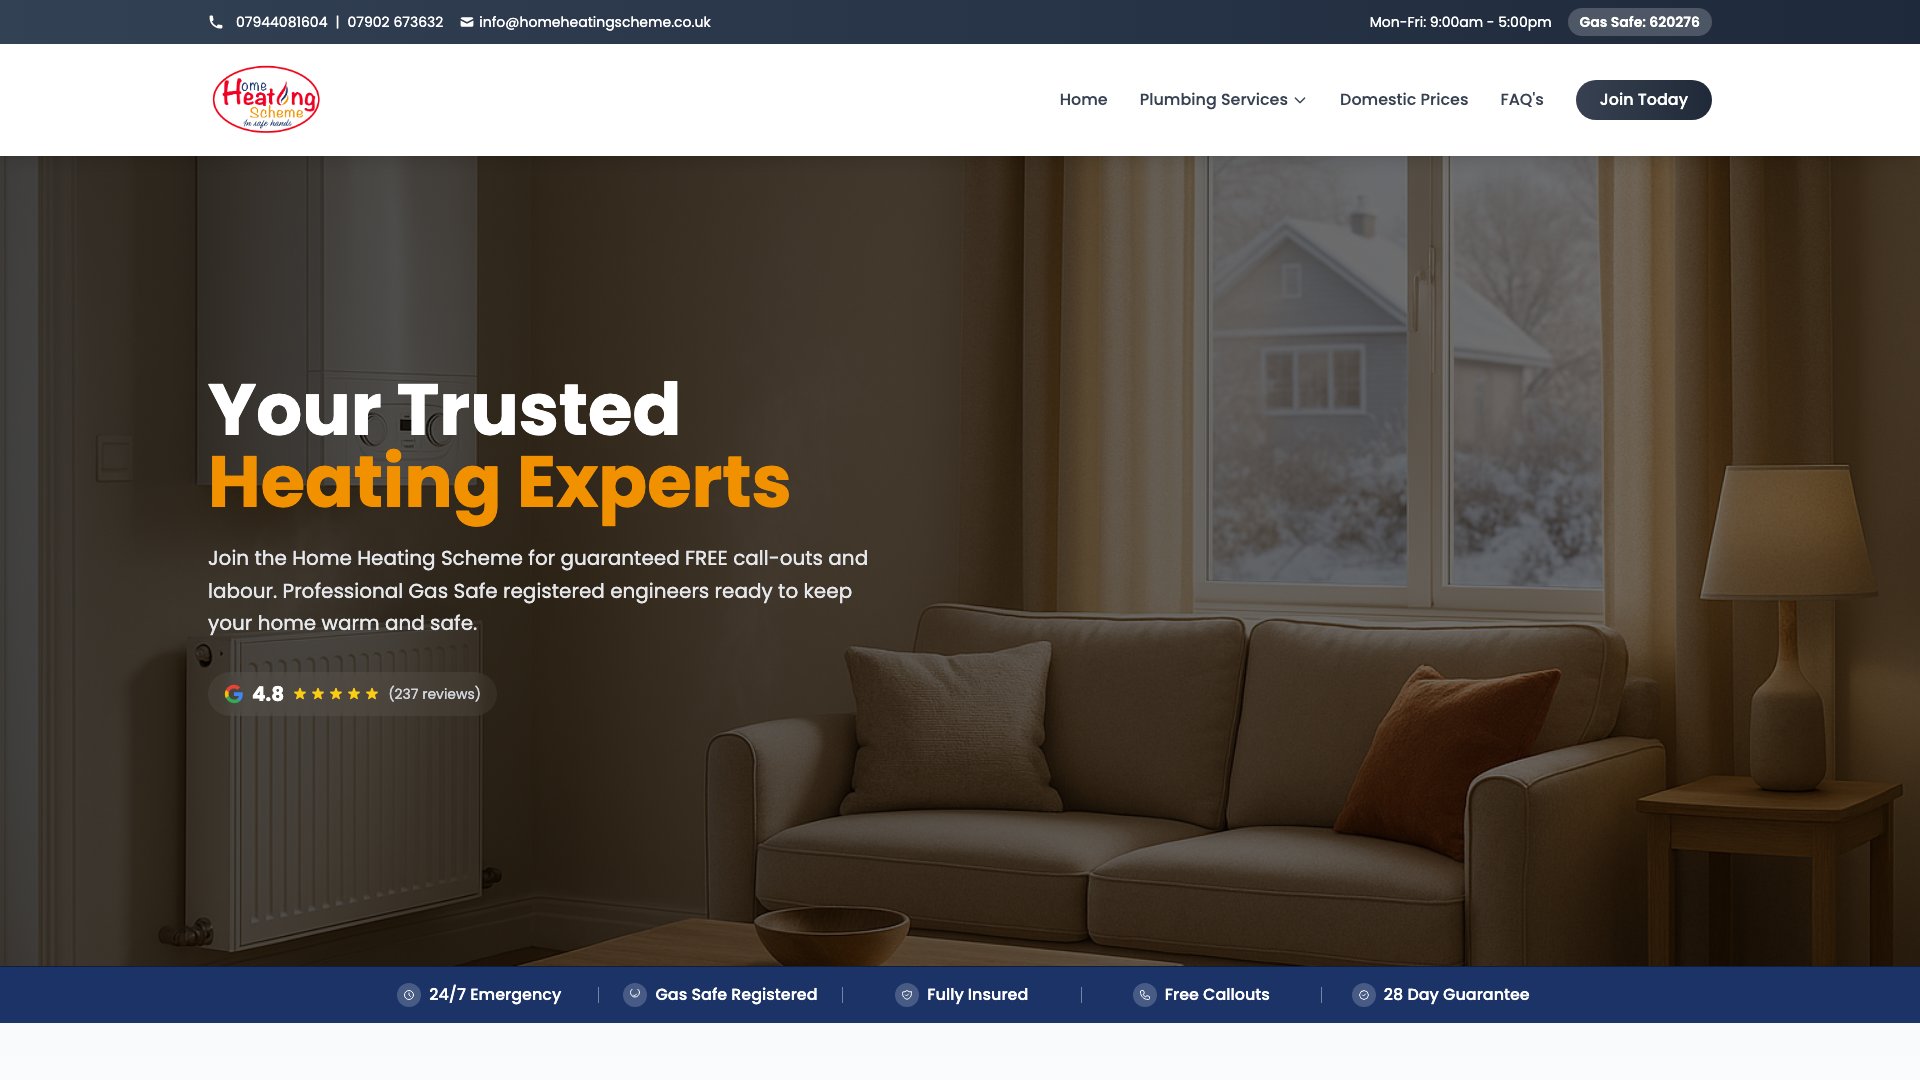 07944081604 | 07902 673632 info@homeheatingscheme.co.uk
Mon-Fri: 9:00am - 5:00pm Gas Safe: 620276
Home
Heating
Scheme
In safe hands
Home Plumbing Services Domestic Prices FAQ's Join Today
Your Trusted
Heating Experts
Join the Home Heating Scheme for guaranteed FREE call-outs and
labour. Professional Gas Safe registered engineers ready to keep
your home warm and safe.
4.8 ★★★★★ (237 reviews)
24/7 Emergency | Gas Safe Registered | Fully Insured | Free Callouts | 28 Day Guarantee